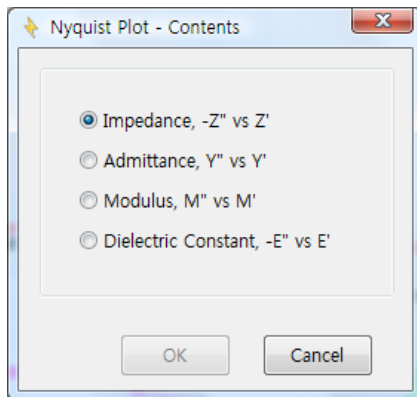 Nyquist Plot - Contents
Impedance, -Z" vs Z'
Admittance, Y" vs Y'
Modulus, M" vs M'
Dielectric Constant, -E" vs E'
OK
Cancel